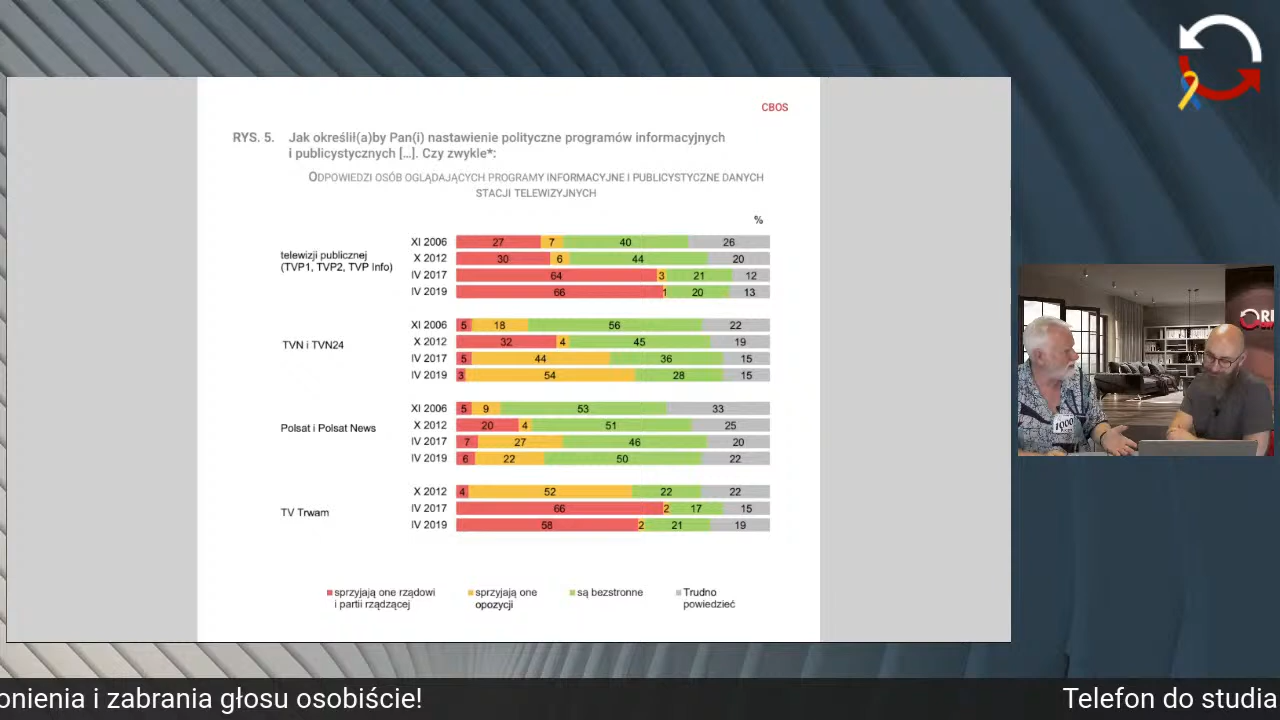 CBOS
RYS. 5. Jak określił(a)by Pan(i) nastawienie polityczne programów informacyjnych
i publicystycznych [...]. Czy zwykle*:
ODPOWIEDZI OSÓB OGLĄDAJĄCYCH PROGRAMY INFORMACYJNE I PUBLICYSTYCZNE DANYCH
STACJI TELEWIZYJNYCH
%
telewizji publicznej
(TVP1, TVP2, TVP Info)
XI 2006 27 7 40 26
X 2012 30 6 44 20
IV 2017 64 3 21 12
IV 2019 66 1 20 13
TVN i TVN24
XI 2006 5 18 56 22
X 2012 32 4 45 19
IV 2017 5 44 36 15
IV 2019 3 54 28 15
Polsat i Polsat News
XI 2006 5 9 53 33
X 2012 20 4 51 25
IV 2017 7 27 46 20
IV 2019 6 22 50 22
TV Trwam
X 2012 4 52 22 22
IV 2017 66 2 17 15
IV 2019 58 2 21 19
sprzyjają one rządowi
i partii rządzącej
sprzyjają one
opozycji
są bezstronne
Trudno
powiedzieć
onienia i zabrania głosu osobiście! Telefon do studia